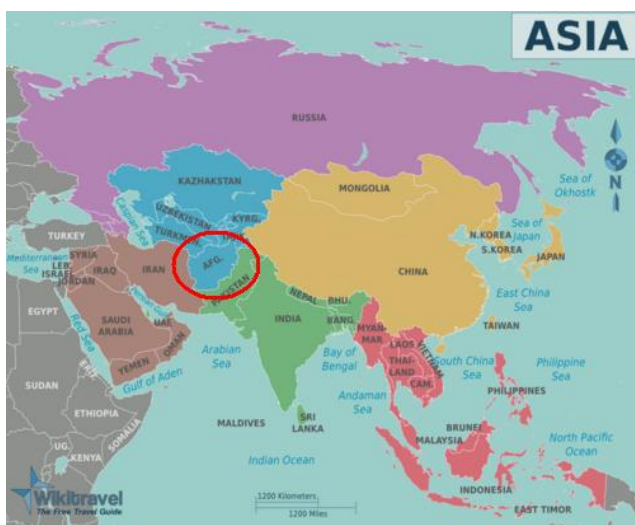 ASIA
RUSSIA
KAZHAKSTAN
MONGOLIA
Sea of
Okhostk
N
UZBEKISTAN
KYRG.
Caspian Sea
TURKEY
N.KOREA
Sea of
Japan
S.KOREA
JAPAN
Mediterranean
Sea
LEB.
SYRIA
ISRAEL
JORDAN
IRAQ
IRAN
AFG.
CHINA
PAKISTAN
East China
Sea
EGYPT
Red Sea
SAUDI
ARABIA
UAE
OMAN
NEPAL
BHU.
INDIA
BANG.
MYAN-
MAR
TAIWAN
YEMEN
Arabian
Sea
Bay of
Bengal
LAOS
THAI-
LAND
VIETNAM
CAM.
South China
Sea
Philippine
Sea
SUDAN
ERIT.
Gulf of Aden
Andaman
Sea
PHILIPPINES
ETHIOPIA
SOMALIA
MALDIVES
SRI
LANKA
UG.
KENYA
BRUNEI
MALAYSIA
North Pacific
Ocean
Indian Ocean
INDONESIA
EAST TIMOR
Wikitravel
The Free Travel Guide
1200 Kilometers
1200 Miles